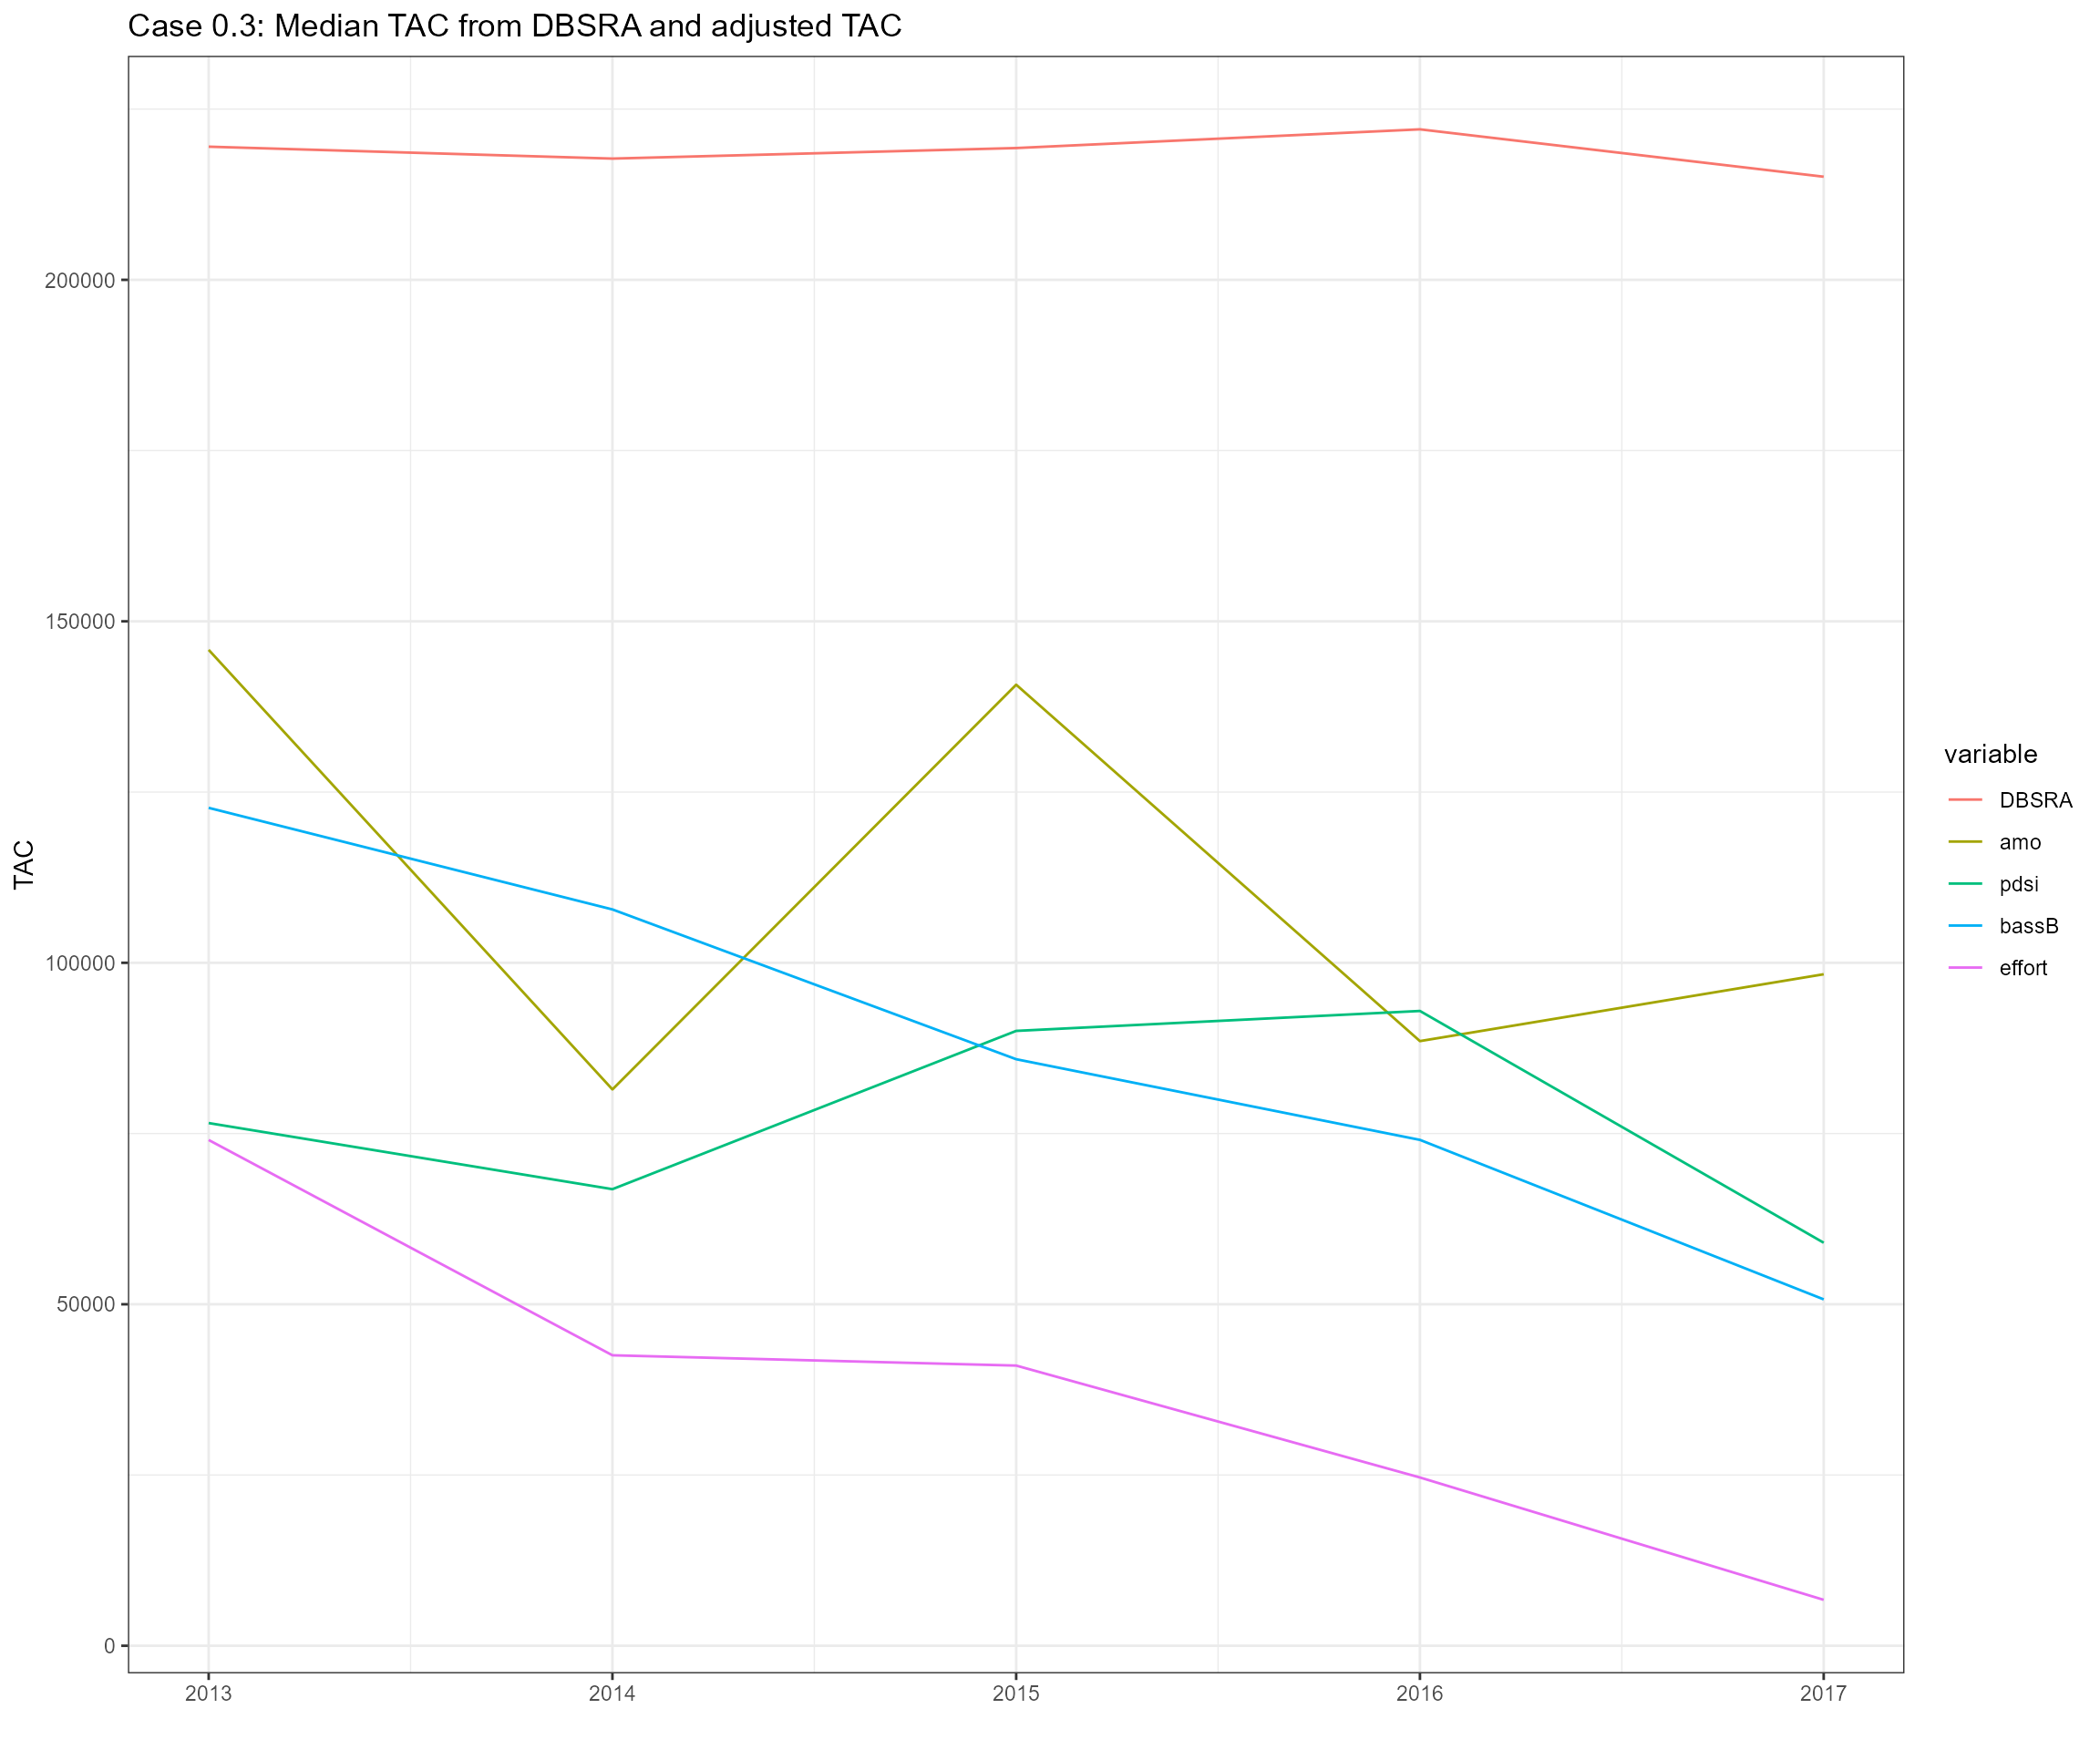 Case 0.3: Median TAC from DBSRA and adjusted TAC
TAC
200000
150000
100000
50000
0
2013 2014 2015 2016 2017
variable
DBSRA
amo
pdsi
bassB
effort